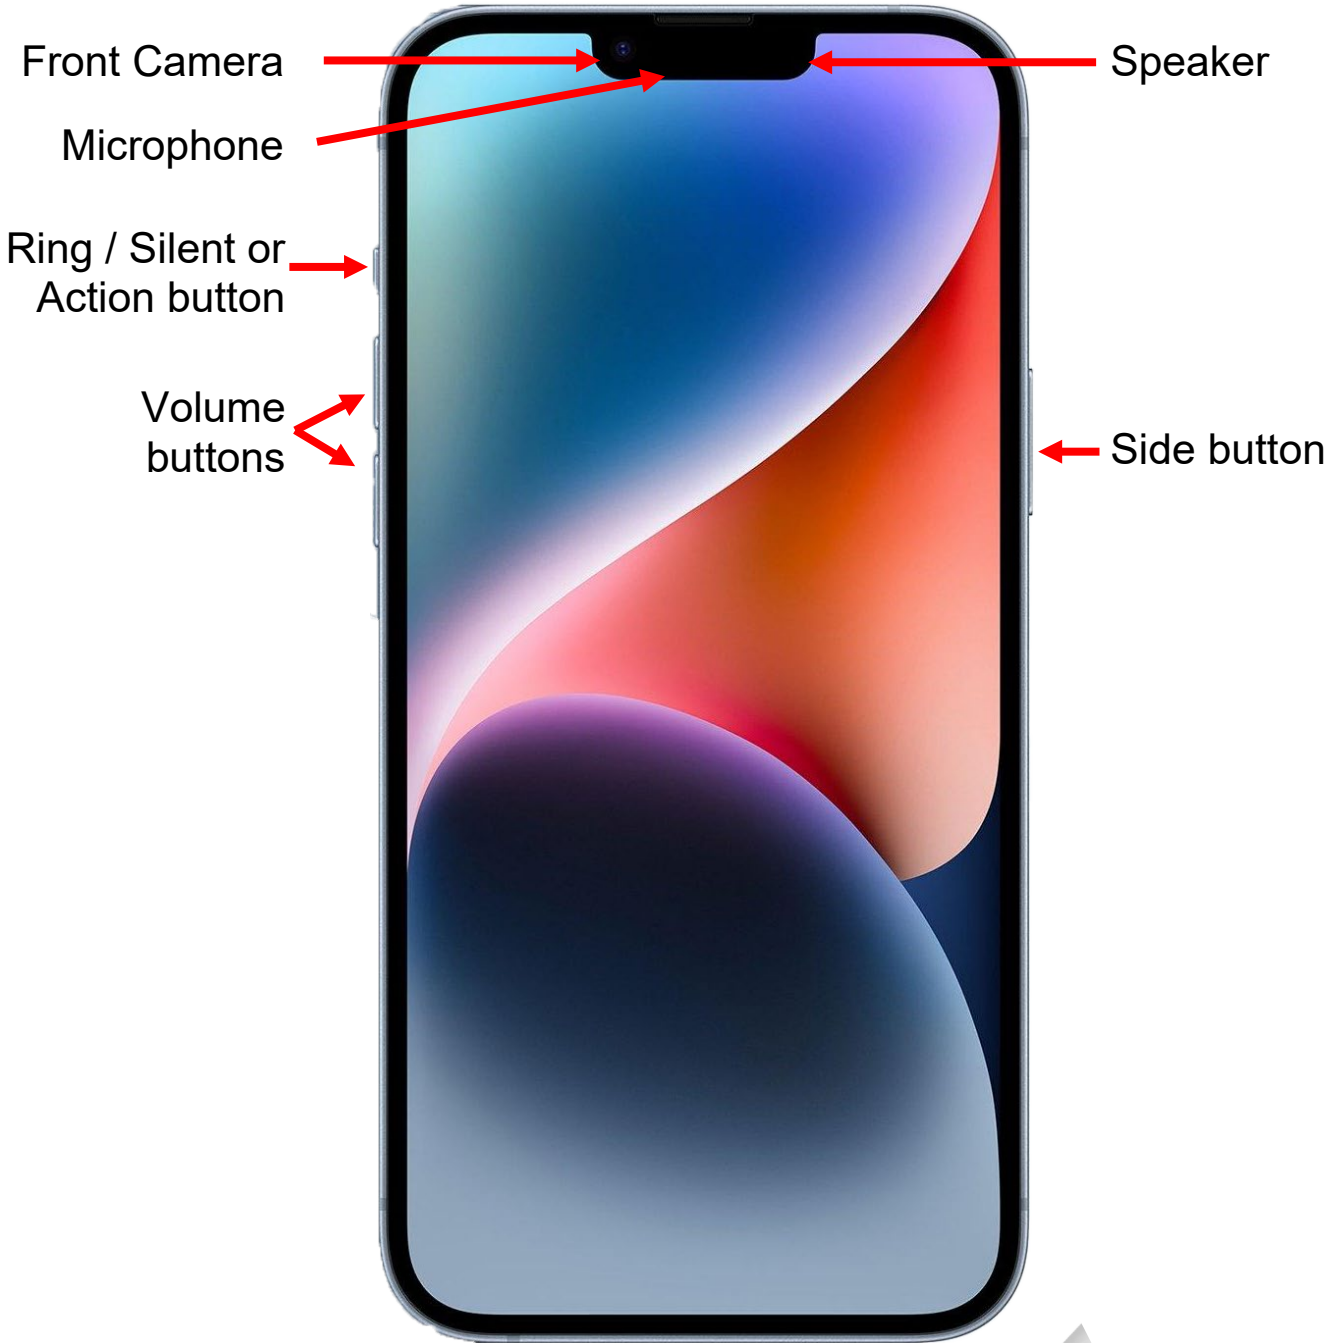 Front Camera
Speaker
Microphone
Ring / Silent or
Action button
Volume
buttons
Side button